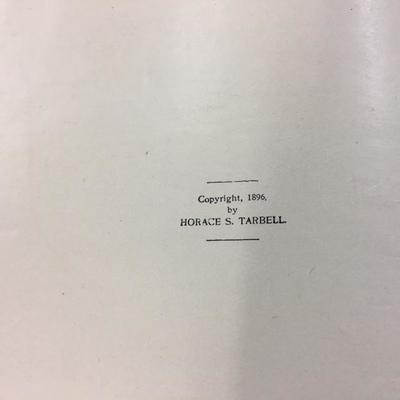 Copyright, 1896,
by
HORACE S. TARBELL.